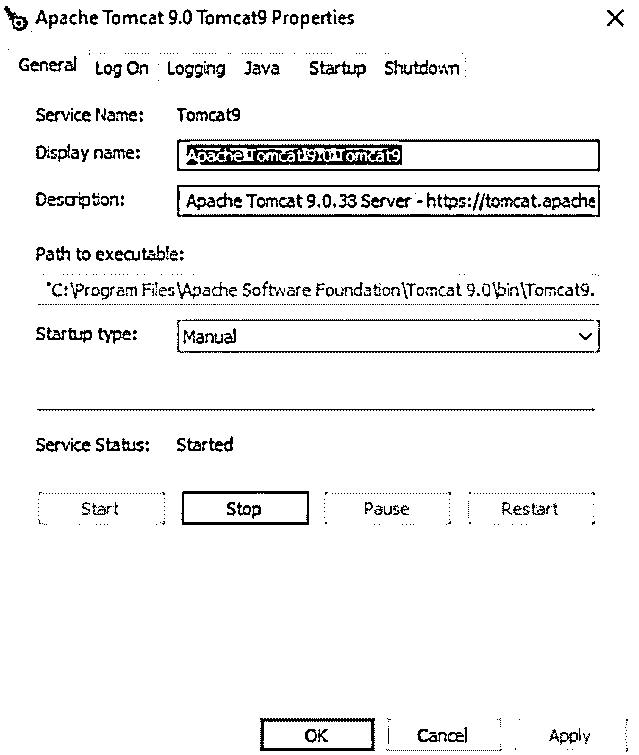 Apache Tomcat 9.0 Tomcat9 Properties
General Log On Logging Java Startup Shutdown
Service Name: Tomcat9
Display name: Apache Tomcat 9.0 Tomcat9
Description: Apache Tomcat 9.0.33 Server - https://tomcat.apache
Path to executable:
"C:\Program Files\Apache Software Foundation\Tomcat 9.0\bin\Tomcat9.
Startup type: Manual
Service Status: Started
Start Stop Pause Restart
OK Cancel Apply